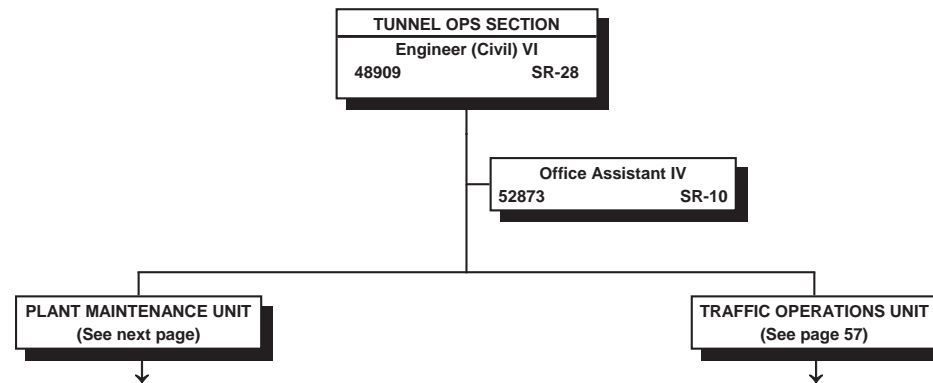 TUNNEL OPS SECTION
Engineer (Civil) VI
48909 SR-28
Office Assistant IV
52873 SR-10
PLANT MAINTENANCE UNIT
(See next page)
TRAFFIC OPERATIONS UNIT
(See page 57)